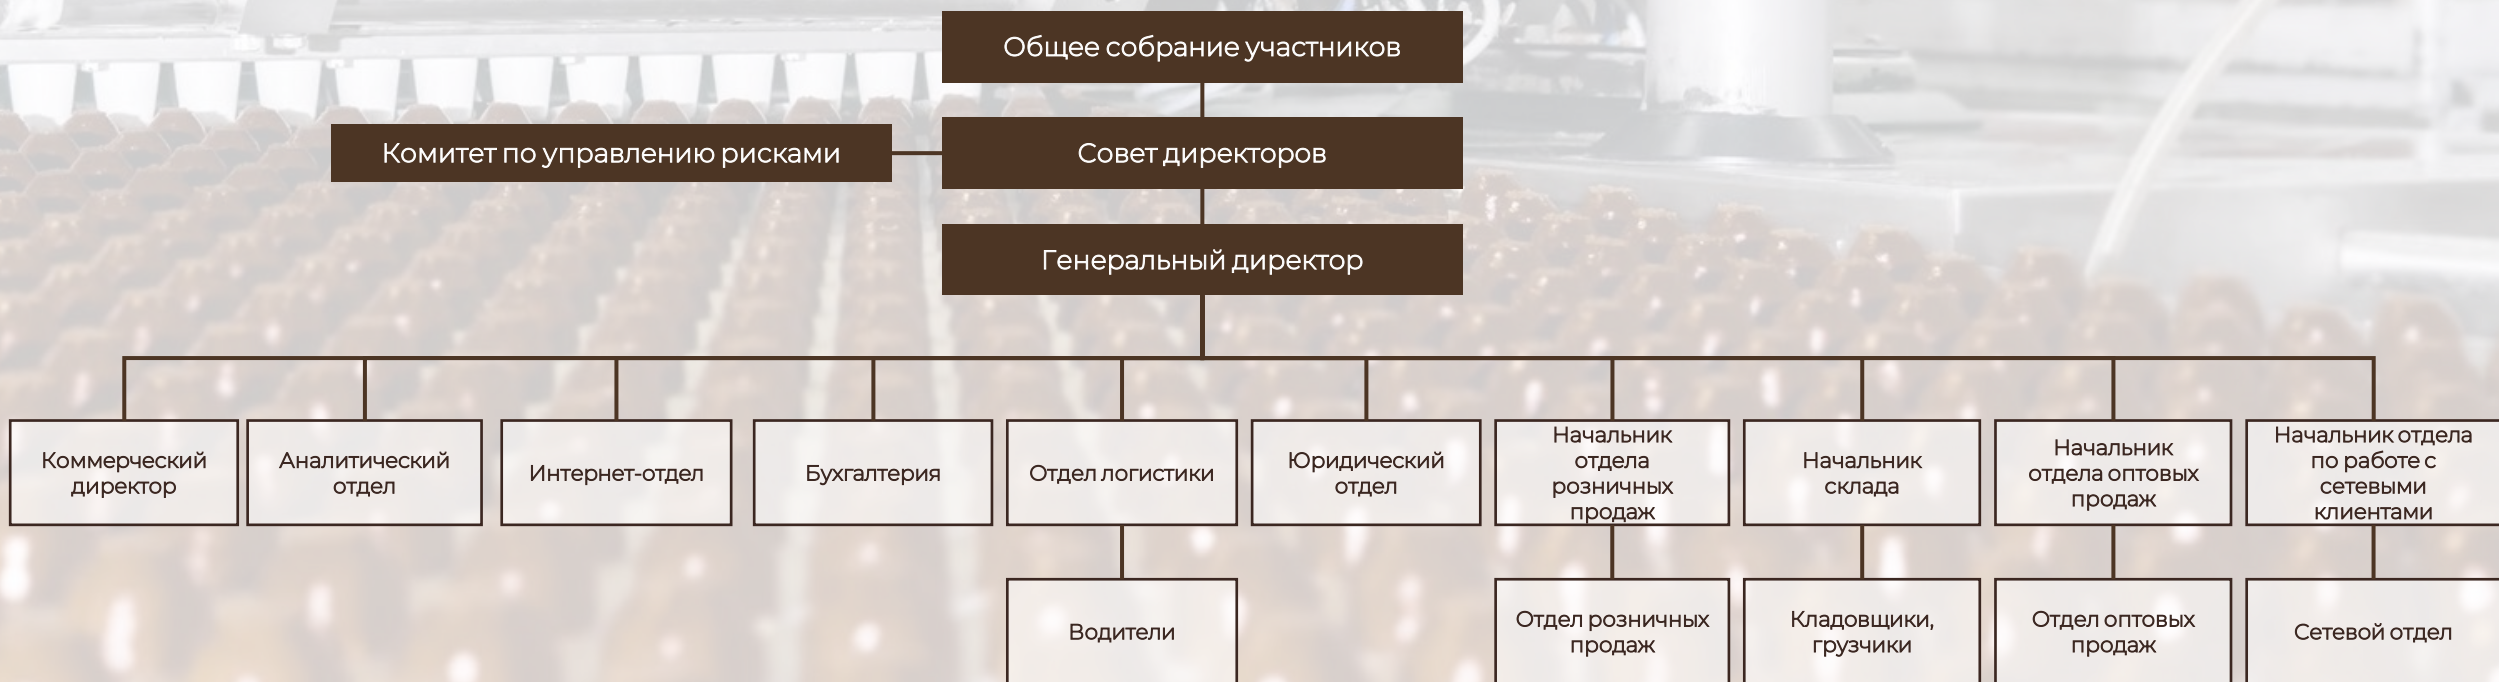 Общее собрание участников
Комитет по управлению рисками
Совет директоров
Генеральный директор
Коммерческий
директор
Аналитический
отдел
Интернет-отдел
Бухгалтерия
Отдел логистики
Юридический
отдел
Начальник
отдела
розничных
продаж
Начальник
склада
Начальник
отдела оптовых
продаж
Начальник отдела
по работе с
сетевыми
клиентами
Водители
Отдел розничных
продаж
Кладовщики,
грузчики
Отдел оптовых
продаж
Сетевой отдел